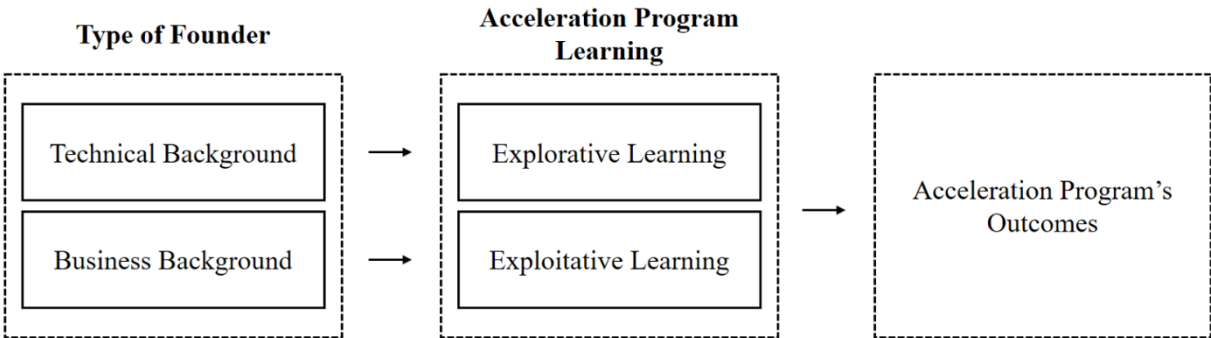 Type of Founder
Acceleration Program
Learning
Technical Background
Explorative Learning
Business Background
Exploitative Learning
Acceleration Program’s
Outcomes